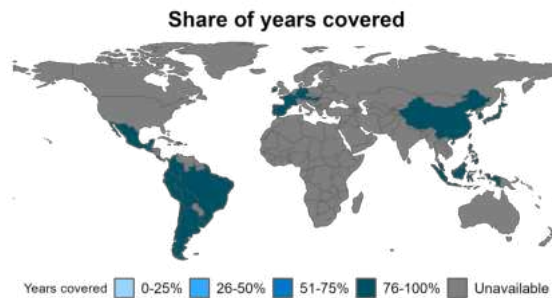 Share of years covered
Years covered 0-25% 26-50% 51-75% 76-100% Unavailable